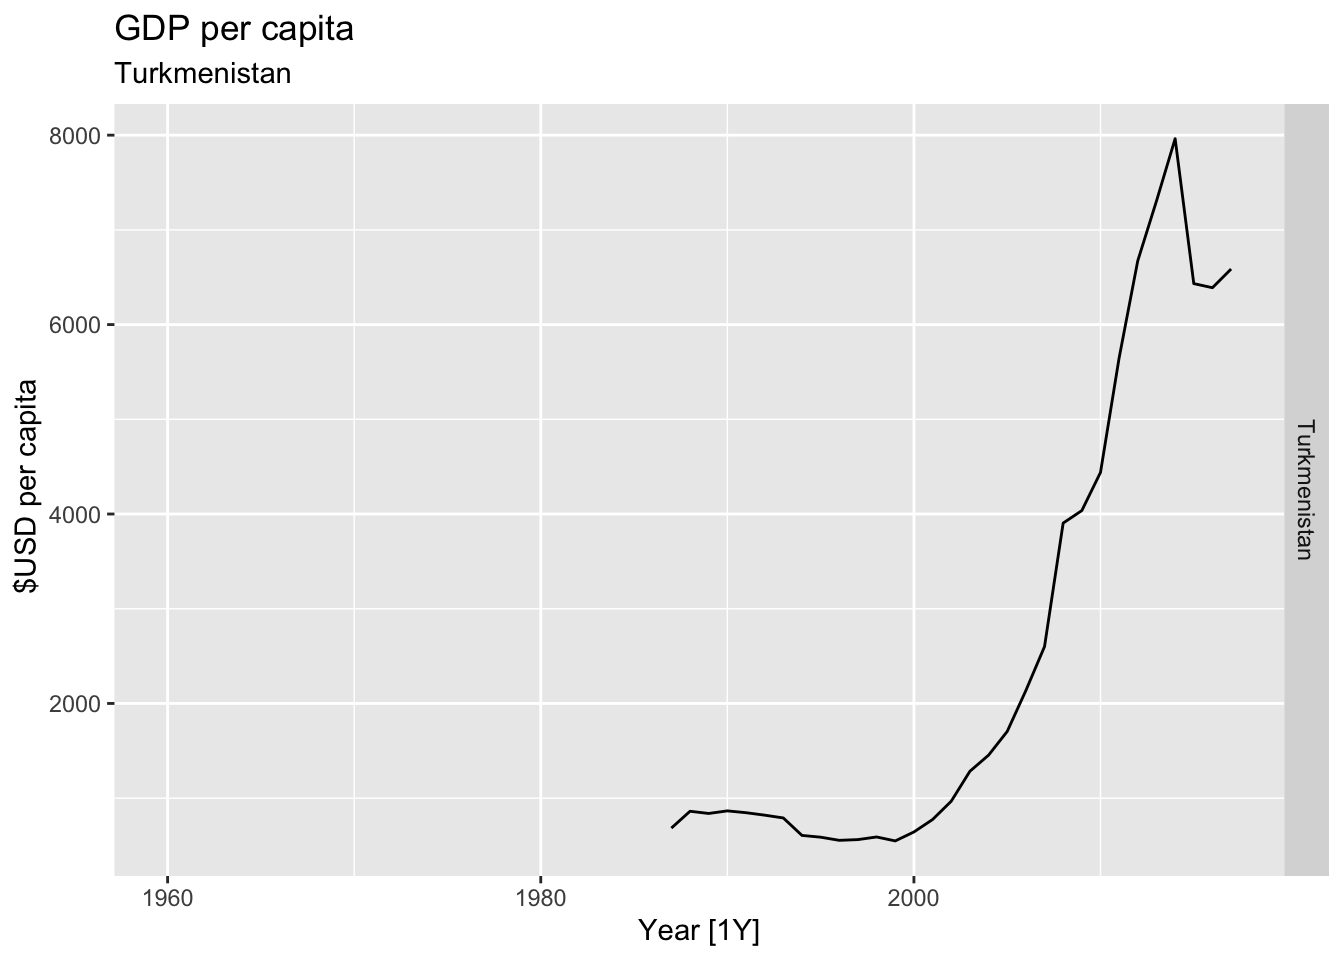 GDP per capita
Turkmenistan
8000
6000
4000
2000
$USD per capita
Turkmenistan
1960
1980
2000
Year [1Y]